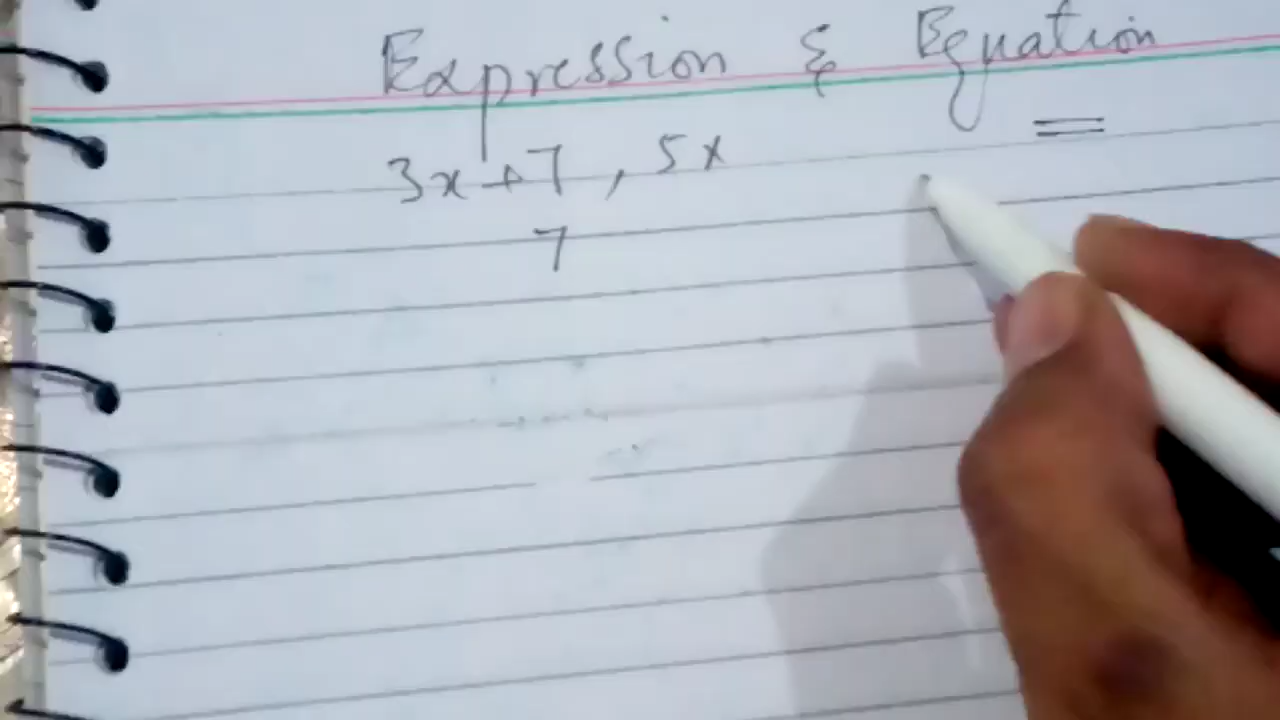 Expression & Equation
=
3x+7, 5x
7